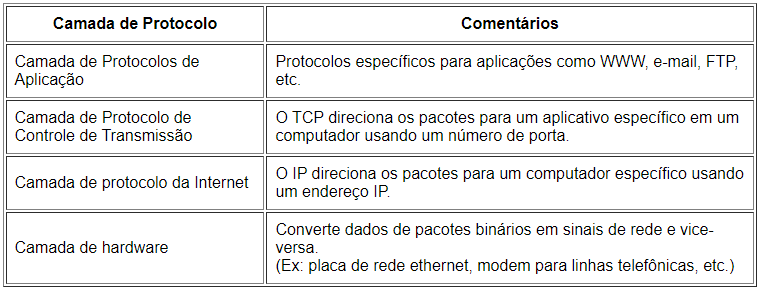 Camada de Protocolo
Comentários
Camada de Protocolos de
Aplicação
Protocolos específicos para aplicações como WWW, e-mail, FTP,
etc.
Camada de Protocolo de
Controle de Transmissão
O TCP direciona os pacotes para um aplicativo específico em um
computador usando um número de porta.
Camada de protocolo da Internet
O IP direciona os pacotes para um computador específico usando
um endereço IP.
Camada de hardware
Converte dados de pacotes binários em sinais de rede e vice-
versa.
(Ex: placa de rede ethernet, modem para linhas telefônicas, etc.)